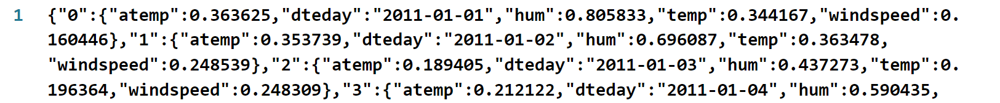 1 {"0":{"atemp":0.363625,"dteday":"2011-01-01","hum":0.805833,"temp":0.344167,"windspeed":0.
160446},"1":{"atemp":0.353739,"dteday":"2011-01-02","hum":0.696087,"temp":0.363478,
"windspeed":0.248539},"2":{"atemp":0.189405,"dteday":"2011-01-03","hum":0.437273,"temp":0.
196364,"windspeed":0.248309},"3":{"atemp":0.212122,"dteday":"2011-01-04","hum":0.590435,